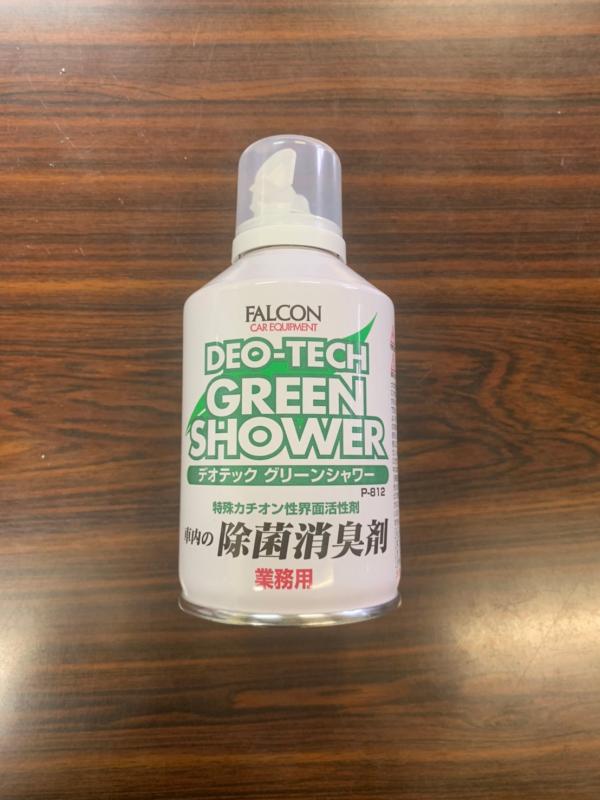 FALCON
CAR EQUIPMENT
DEO-TECH
GREEN
SHOWER
デオテック グリーンシャワー
P-812
特殊カチオン性界面活性剤
車内の 除菌消臭剤
業務用